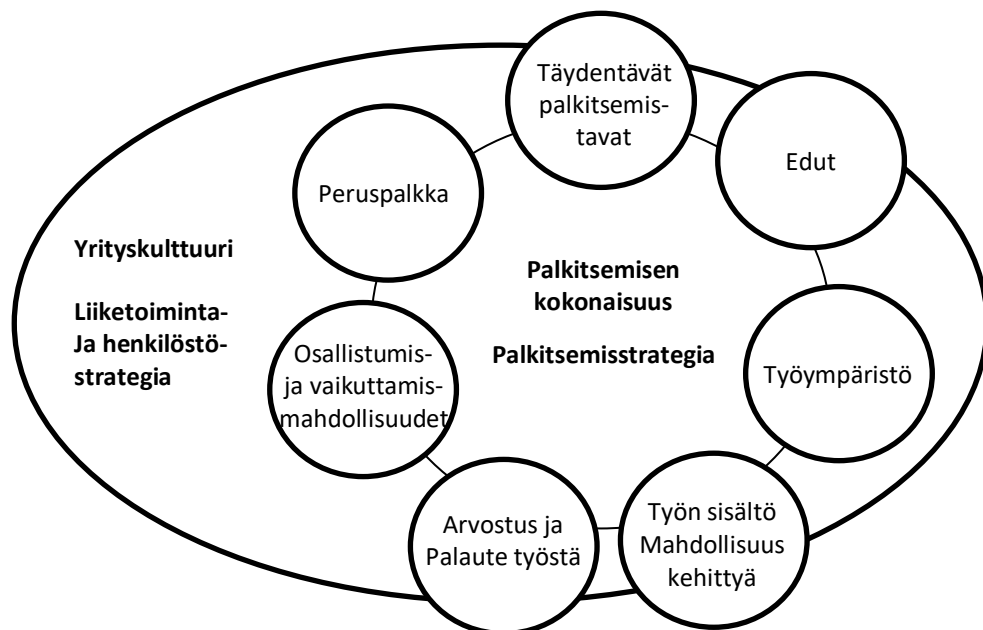 Täydentävät
palkitsemis-
tavat
Edut
Peruspalkka
Yrityskulttuuri
Liiketoiminta-
Ja henkilöstö-
strategia
Palkitsemisen
kokonaisuus
Palkitsemisstrategia
Osallistumis-
ja vaikuttamis-
mahdollisuudet
Työympäristö
Arvostus ja
Palaute työstä
Työn sisältö
Mahdollisuus
kehittyä